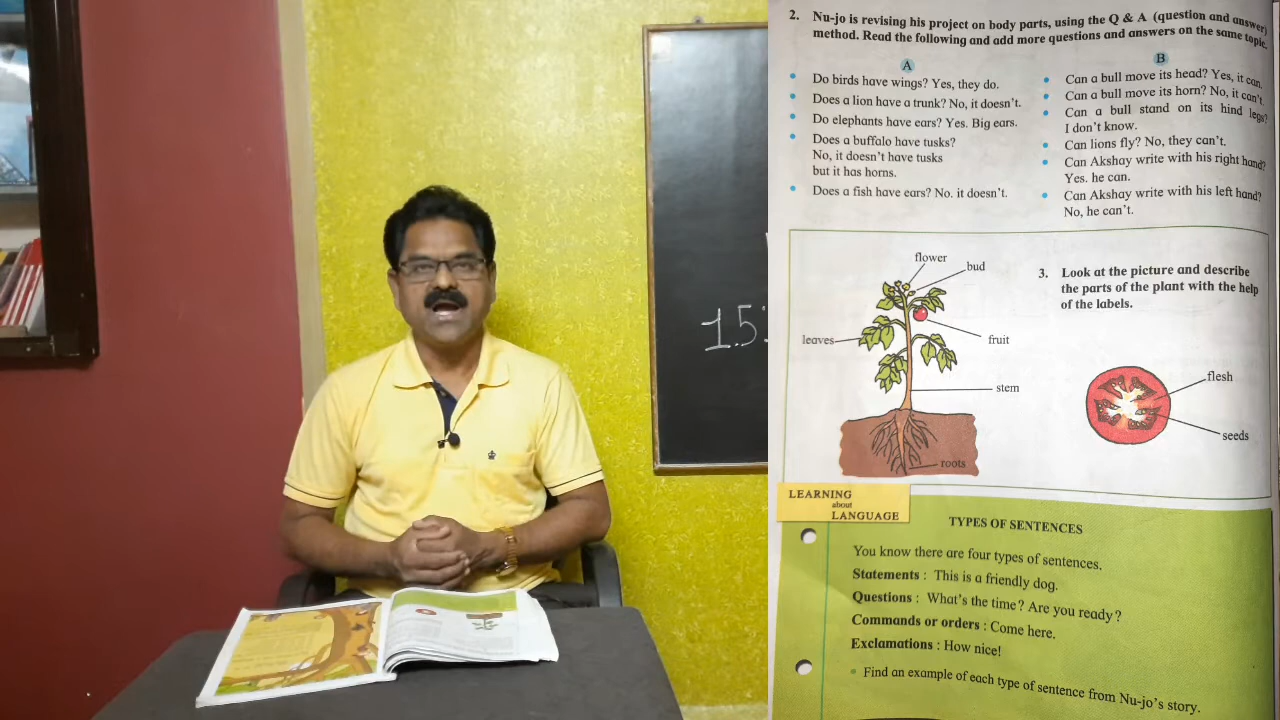 1.5
2. Nu-jo is revising his project on body parts, using the Q & A (question and answer)
method. Read the following and add more questions and answers on the same topic.
A
Do birds have wings? Yes, they do.
Does a lion have a trunk? No, it doesn't.
Do elephants have ears? Yes. Big ears.
Does a buffalo have tusks?
No, it doesn't have tusks
but it has horns.
Does a fish have ears? No. it doesn't.
B
Can a bull move its head? Yes, it can.
Can a bull move its horn? No, it can't.
Can a bull stand on its hind legs?
I don't know.
Can lions fly? No, they can't.
Can Akshay write with his right hand?
Yes. he can.
Can Akshay write with his left hand?
No, he can't.
flower
bud
leaves
fruit
stem
roots
3. Look at the picture and describe
the parts of the plant with the help
of the labels.
flesh
seeds
LEARNING
about
LANGUAGE
TYPES OF SENTENCES
You know there are four types of sentences.
Statements : This is a friendly dog.
Questions : What's the time? Are you ready?
Commands or orders : Come here.
Exclamations : How nice!
Find an example of each type of sentence from Nu-jo's story.